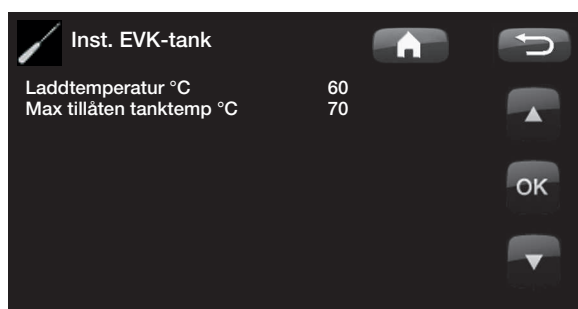 Inst. EVK-tank
Laddtemperatur °C 60
Max tillåten tanktemp °C 70
OK